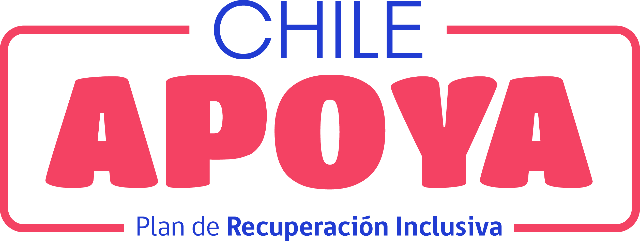 CHILE
APOYA
Plan de Recuperación Inclusiva